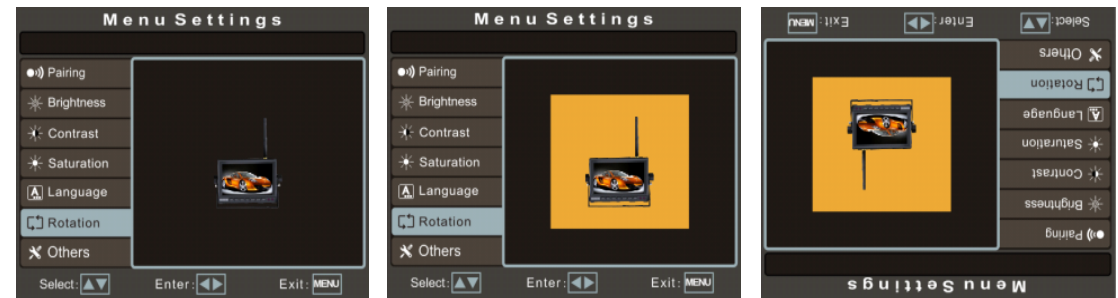 Menu Settings
Pairing
Brightness
Contrast
Saturation
Language
Rotation
Others
Select: Enter: Exit: MENU
Menu Settings
Pairing
Brightness
Contrast
Saturation
Language
Rotation
Others
Select: Enter: Exit: MENU
Menu Settings
Pairing
Brightness
Contrast
Saturation
Language
Rotation
Others
Select: Enter: Exit: MENU